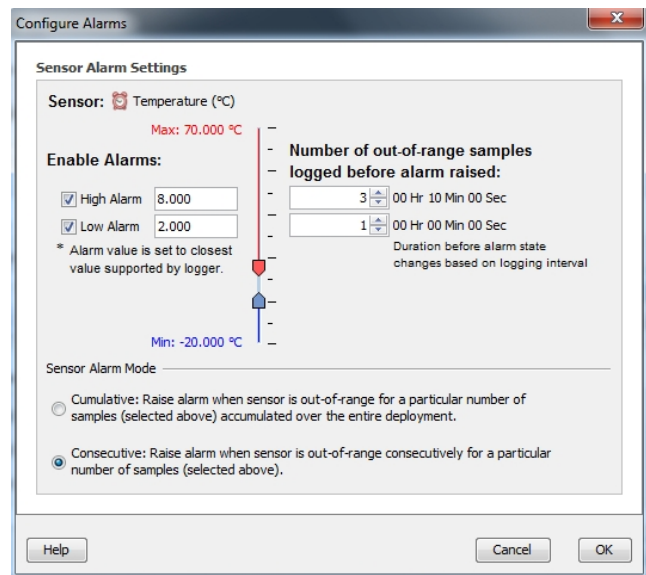 Configure Alarms
Sensor Alarm Settings
Sensor: Temperature (°C)
Max: 70.000 °C
Enable Alarms:
High Alarm 8.000
Low Alarm 2.000
* Alarm value is set to closest
value supported by logger.
Min: -20.000 °C
Number of out-of-range samples
logged before alarm raised:
3 00 Hr 10 Min 00 Sec
1 00 Hr 00 Min 00 Sec
Duration before alarm state
changes based on logging interval
Sensor Alarm Mode
Cumulative: Raise alarm when sensor is out-of-range for a particular number of
samples (selected above) accumulated over the entire deployment.
Consecutive: Raise alarm when sensor is out-of-range consecutively for a particular
number of samples (selected above).
Help
Cancel
OK